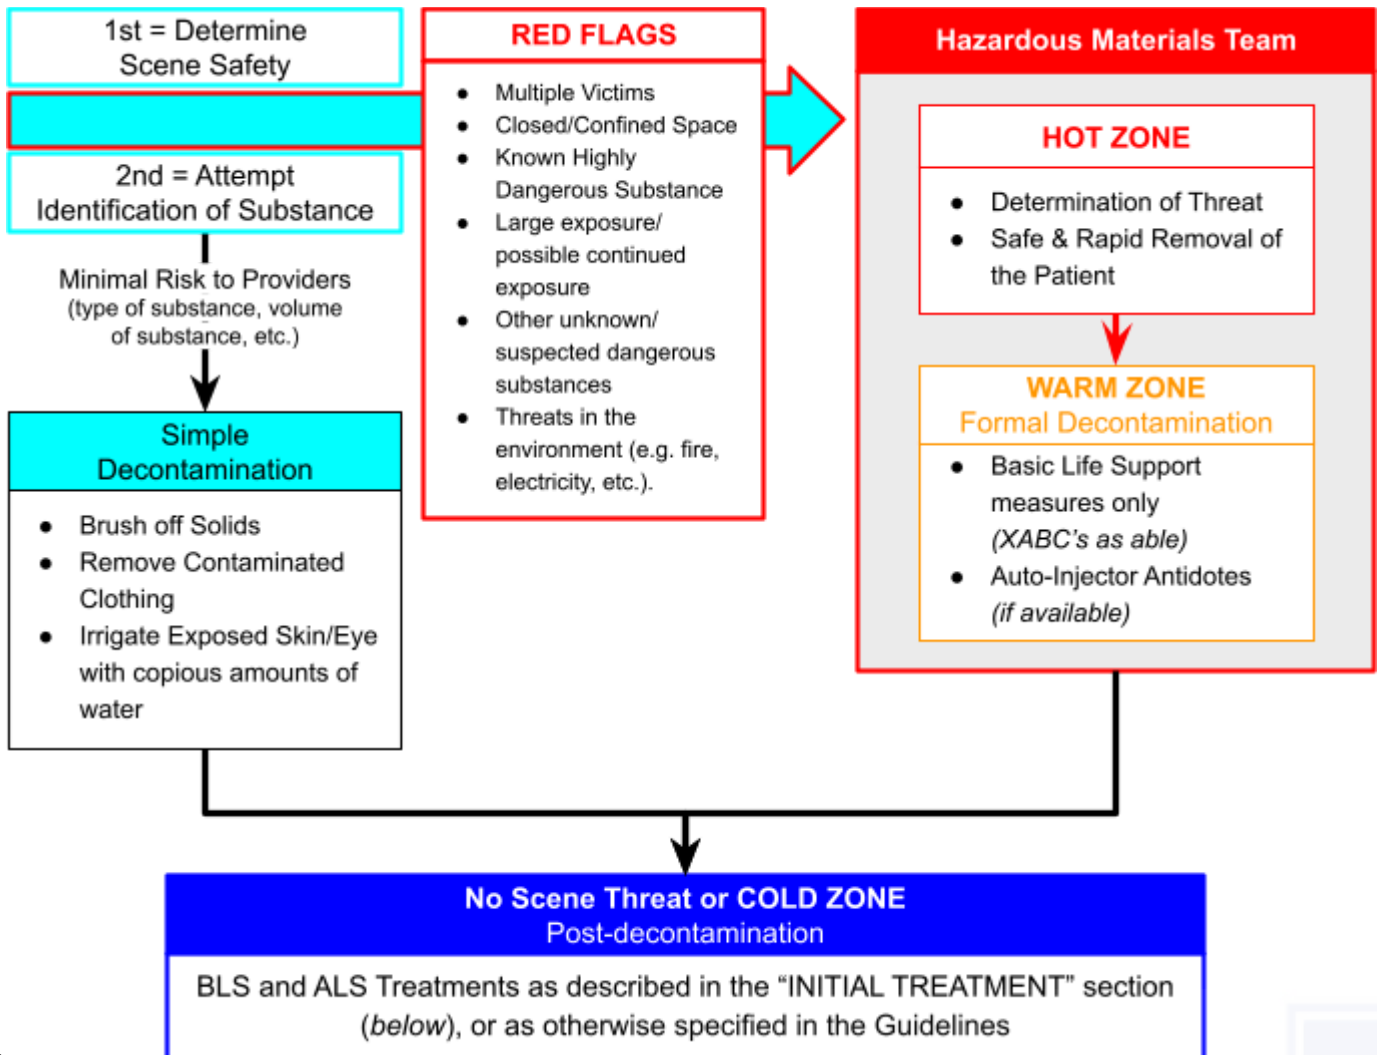 1st = Determine
Scene Safety
2nd = Attempt
Identification of Substance
Minimal Risk to Providers
(type of substance, volume
of substance, etc.)
Simple
Decontamination
● Brush off Solids
● Remove Contaminated
Clothing
● Irrigate Exposed Skin/Eye
with copious amounts of
water
RED FLAGS
● Multiple Victims
● Closed/Confined Space
● Known Highly
Dangerous Substance
● Large exposure/
possible continued
exposure
● Other unknown/
suspected dangerous
substances
● Threats in the
environment (e.g. fire,
electricity, etc.).
Hazardous Materials Team
HOT ZONE
● Determination of Threat
● Safe & Rapid Removal of
the Patient
WARM ZONE
Formal Decontamination
● Basic Life Support
measures only
(XABC's as able)
● Auto-Injector Antidotes
(if available)
No Scene Threat or COLD ZONE
Post-decontamination
BLS and ALS Treatments as described in the “INITIAL TREATMENT” section
(below), or as otherwise specified in the Guidelines